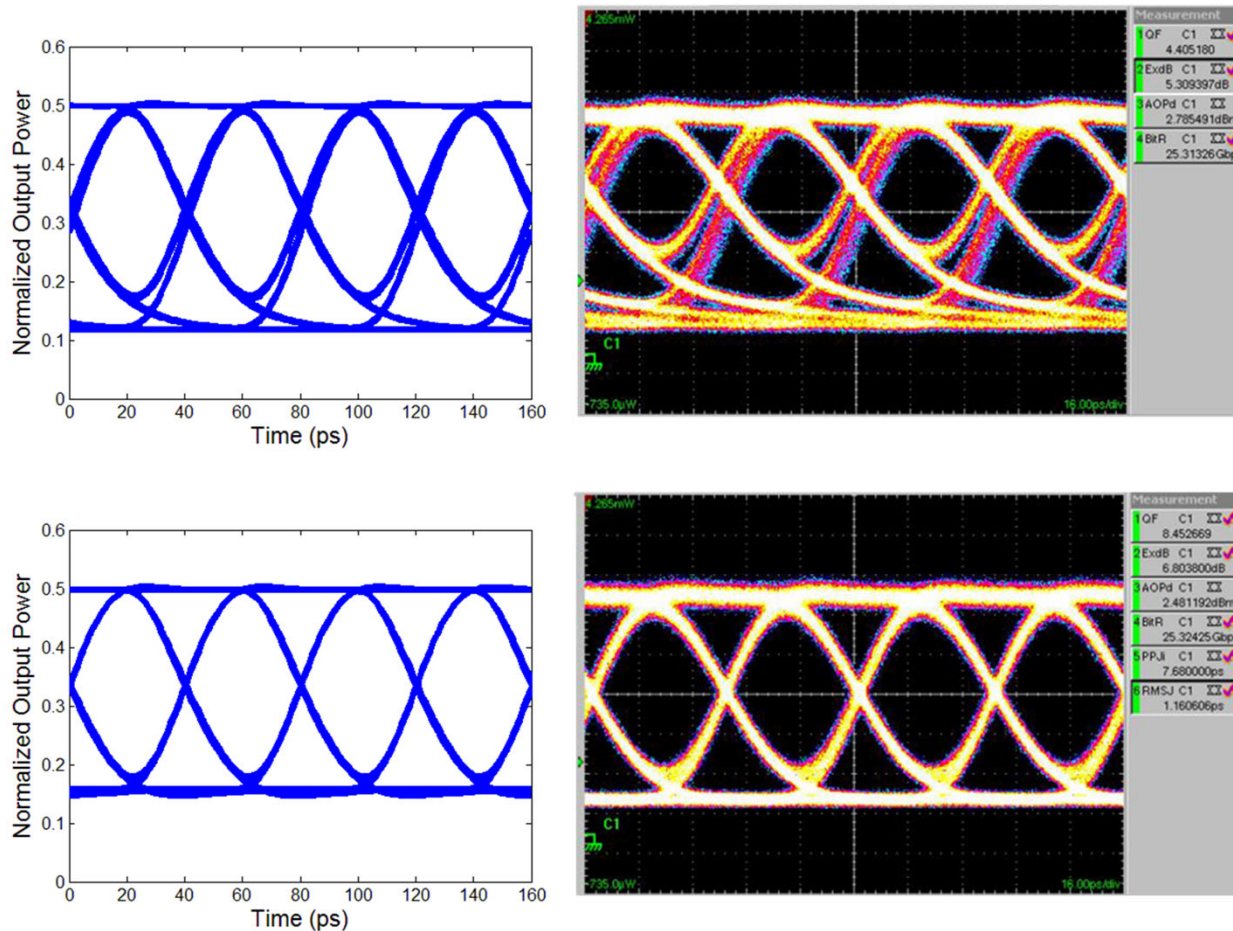 0.6
0.5
0.4
0.3
0.2
0.1
0
Normalized Output Power
0 20 40 60 80 100 120 140 160
Time (ps)
4.265mW
C1
-735.0µW
16.00ps/div
Measurement
1 QF C1
4.405180
2 ExdB C1
5.309397dB
3 AOPd C1
2.785491dBm
4 BitR C1
25.31326Gbp
0.6
0.5
0.4
0.3
0.2
0.1
0
Normalized Output Power
0 20 40 60 80 100 120 140 160
Time (ps)
4.265mW
C1
-735.0µW
16.00ps/div
Measurement
1 QF C1
8.452669
2 ExdB C1
6.803800dB
3 AOPd C1
2.481192dBm
4 BitR C1
25.32425Gbp
5 PPJi C1
7.680000ps
6 RMSJ C1
1.160606ps